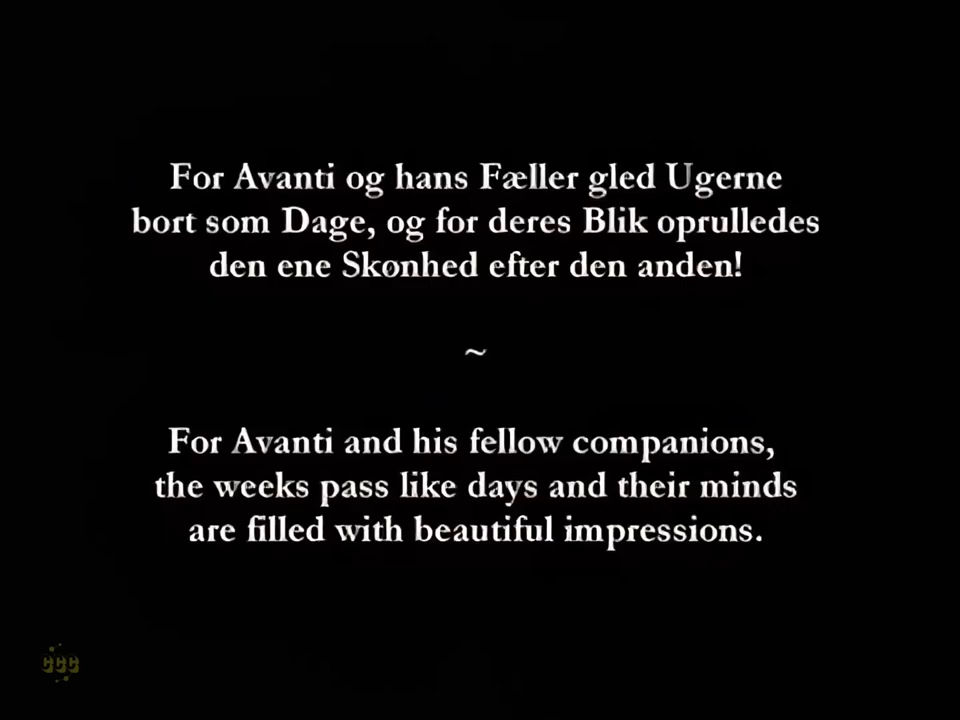 For Avanti og hans Fæller gled Ugerne
bort som Dage, og for deres Blik oprulledes
den ene Skønhed efter den anden!
~
For Avanti and his fellow companions,
the weeks pass like days and their minds
are filled with beautiful impressions.
CCC